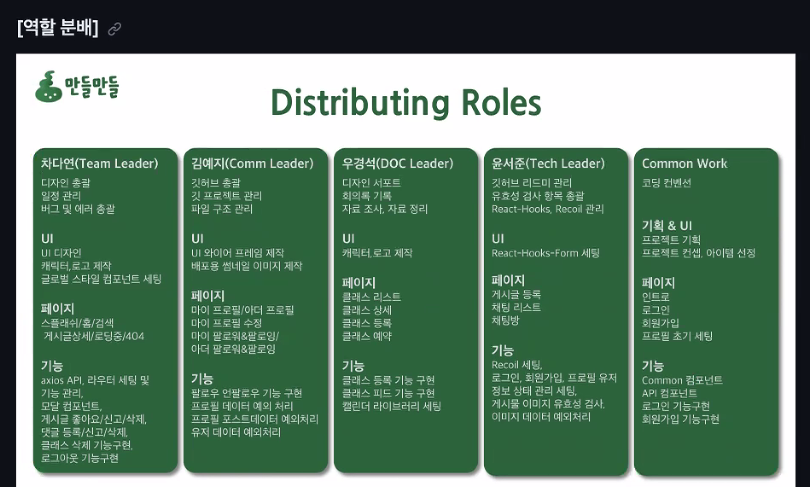 [역할 분배]
만들만들
Distributing Roles
차다연(Team Leader)
디자인 총괄
일정 관리
버그 및 에러 총괄
UI
UI 디자인
캐릭터,로고 제작
글로벌 스타일 컴포넌트 세팅
페이지
스플래쉬/홈/검색
게시글상세/로딩중/404
기능
axios API, 라우터 세팅 및
기능 관리,
모달 컴포넌트,
게시글 좋아요/신고/삭제,
댓글 등록/신고/삭제,
클래스 삭제 기능구현,
로그아웃 기능구현
김예지(Comm Leader)
깃허브 총괄
깃 프로젝트 관리
파일 구조 관리
UI
UI 와이어 프레임 제작
배포용 썸네일 이미지 제작
페이지
마이 프로필/아더 프로필
마이 프로필 수정
마이 팔로워&팔로잉/
아더 팔로워&팔로잉
기능
팔로우 언팔로우 기능 구현
프로필 데이터 예외 처리
프로필 포스트데이터 예외처리
유저 데이터 예외처리
우경석(DOC Leader)
디자인 서포트
회의록 기록
자료 조사, 자료 정리
UI
캐릭터,로고 제작
페이지
클래스 리스트
클래스 상세
클래스 등록
클래스 예약
기능
클래스 등록 기능 구현
클래스 피드 기능 구현
캘린더 라이브러리 세팅
윤서준(Tech Leader)
깃허브 리드미 관리
유효성 검사 항목 총괄
React-Hooks, Recoil 관리
UI
React-Hooks-Form 세팅
페이지
게시글 등록
채팅 리스트
채팅방
기능
Recoil 세팅,
로그인, 회원가입, 프로필 유저
정보 상태 관리 세팅,
게시물 이미지 유효성 검사,
이미지 데이터 예외처리
Common Work
코딩 컨벤션
기획 & UI
프로젝트 기획
프로젝트 컨셉, 아이템 선정
페이지
인트로
로그인
회원가입
프로필 초기 세팅
기능
Common 컴포넌트
API 컴포넌트
로그인 기능구현
회원가입 기능구현